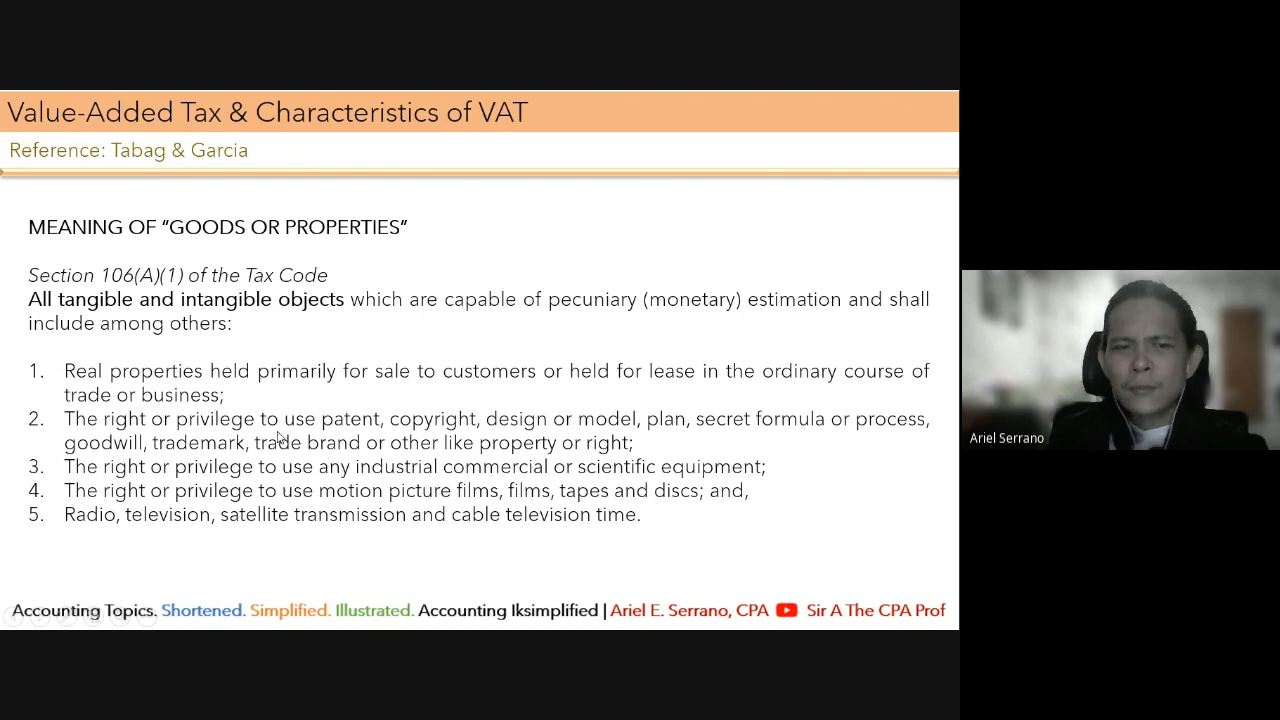 Value-Added Tax & Characteristics of VAT
Reference: Tabag & Garcia
MEANING OF “GOODS OR PROPERTIES”
Section 106(A)(1) of the Tax Code
All tangible and intangible objects which are capable of pecuniary (monetary) estimation and shall
include among others:
1. Real properties held primarily for sale to customers or held for lease in the ordinary course of
trade or business;
2. The right or privilege to use patent, copyright, design or model, plan, secret formula or process,
goodwill, trademark, trade brand or other like property or right;
3. The right or privilege to use any industrial commercial or scientific equipment;
4. The right or privilege to use motion picture films, films, tapes and discs; and,
5. Radio, television, satellite transmission and cable television time.
Accounting Topics. Shortened. Simplified. Illustrated. Accounting Iksimplified | Ariel E. Serrano, CPA Sir A The CPA Prof
Ariel Serrano